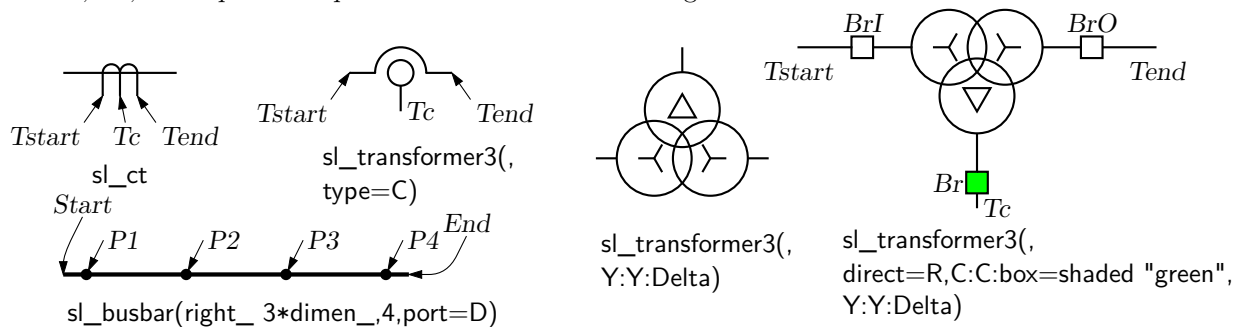 Tstart
Tc
Tend
sl_ct
Tstart
Tc
Tend
sl_transformer3(,
type=C)
Start
P1
P2
P3
P4
End
sl_busbar(right_ 3*dimen_,4,port=D)
sl_transformer3(,
Y:Y:Delta)
BrI
BrO
Tstart
Tend
Br
Tc
sl_transformer3(,
direct=R,C:C:box=shaded "green",
Y:Y:Delta)